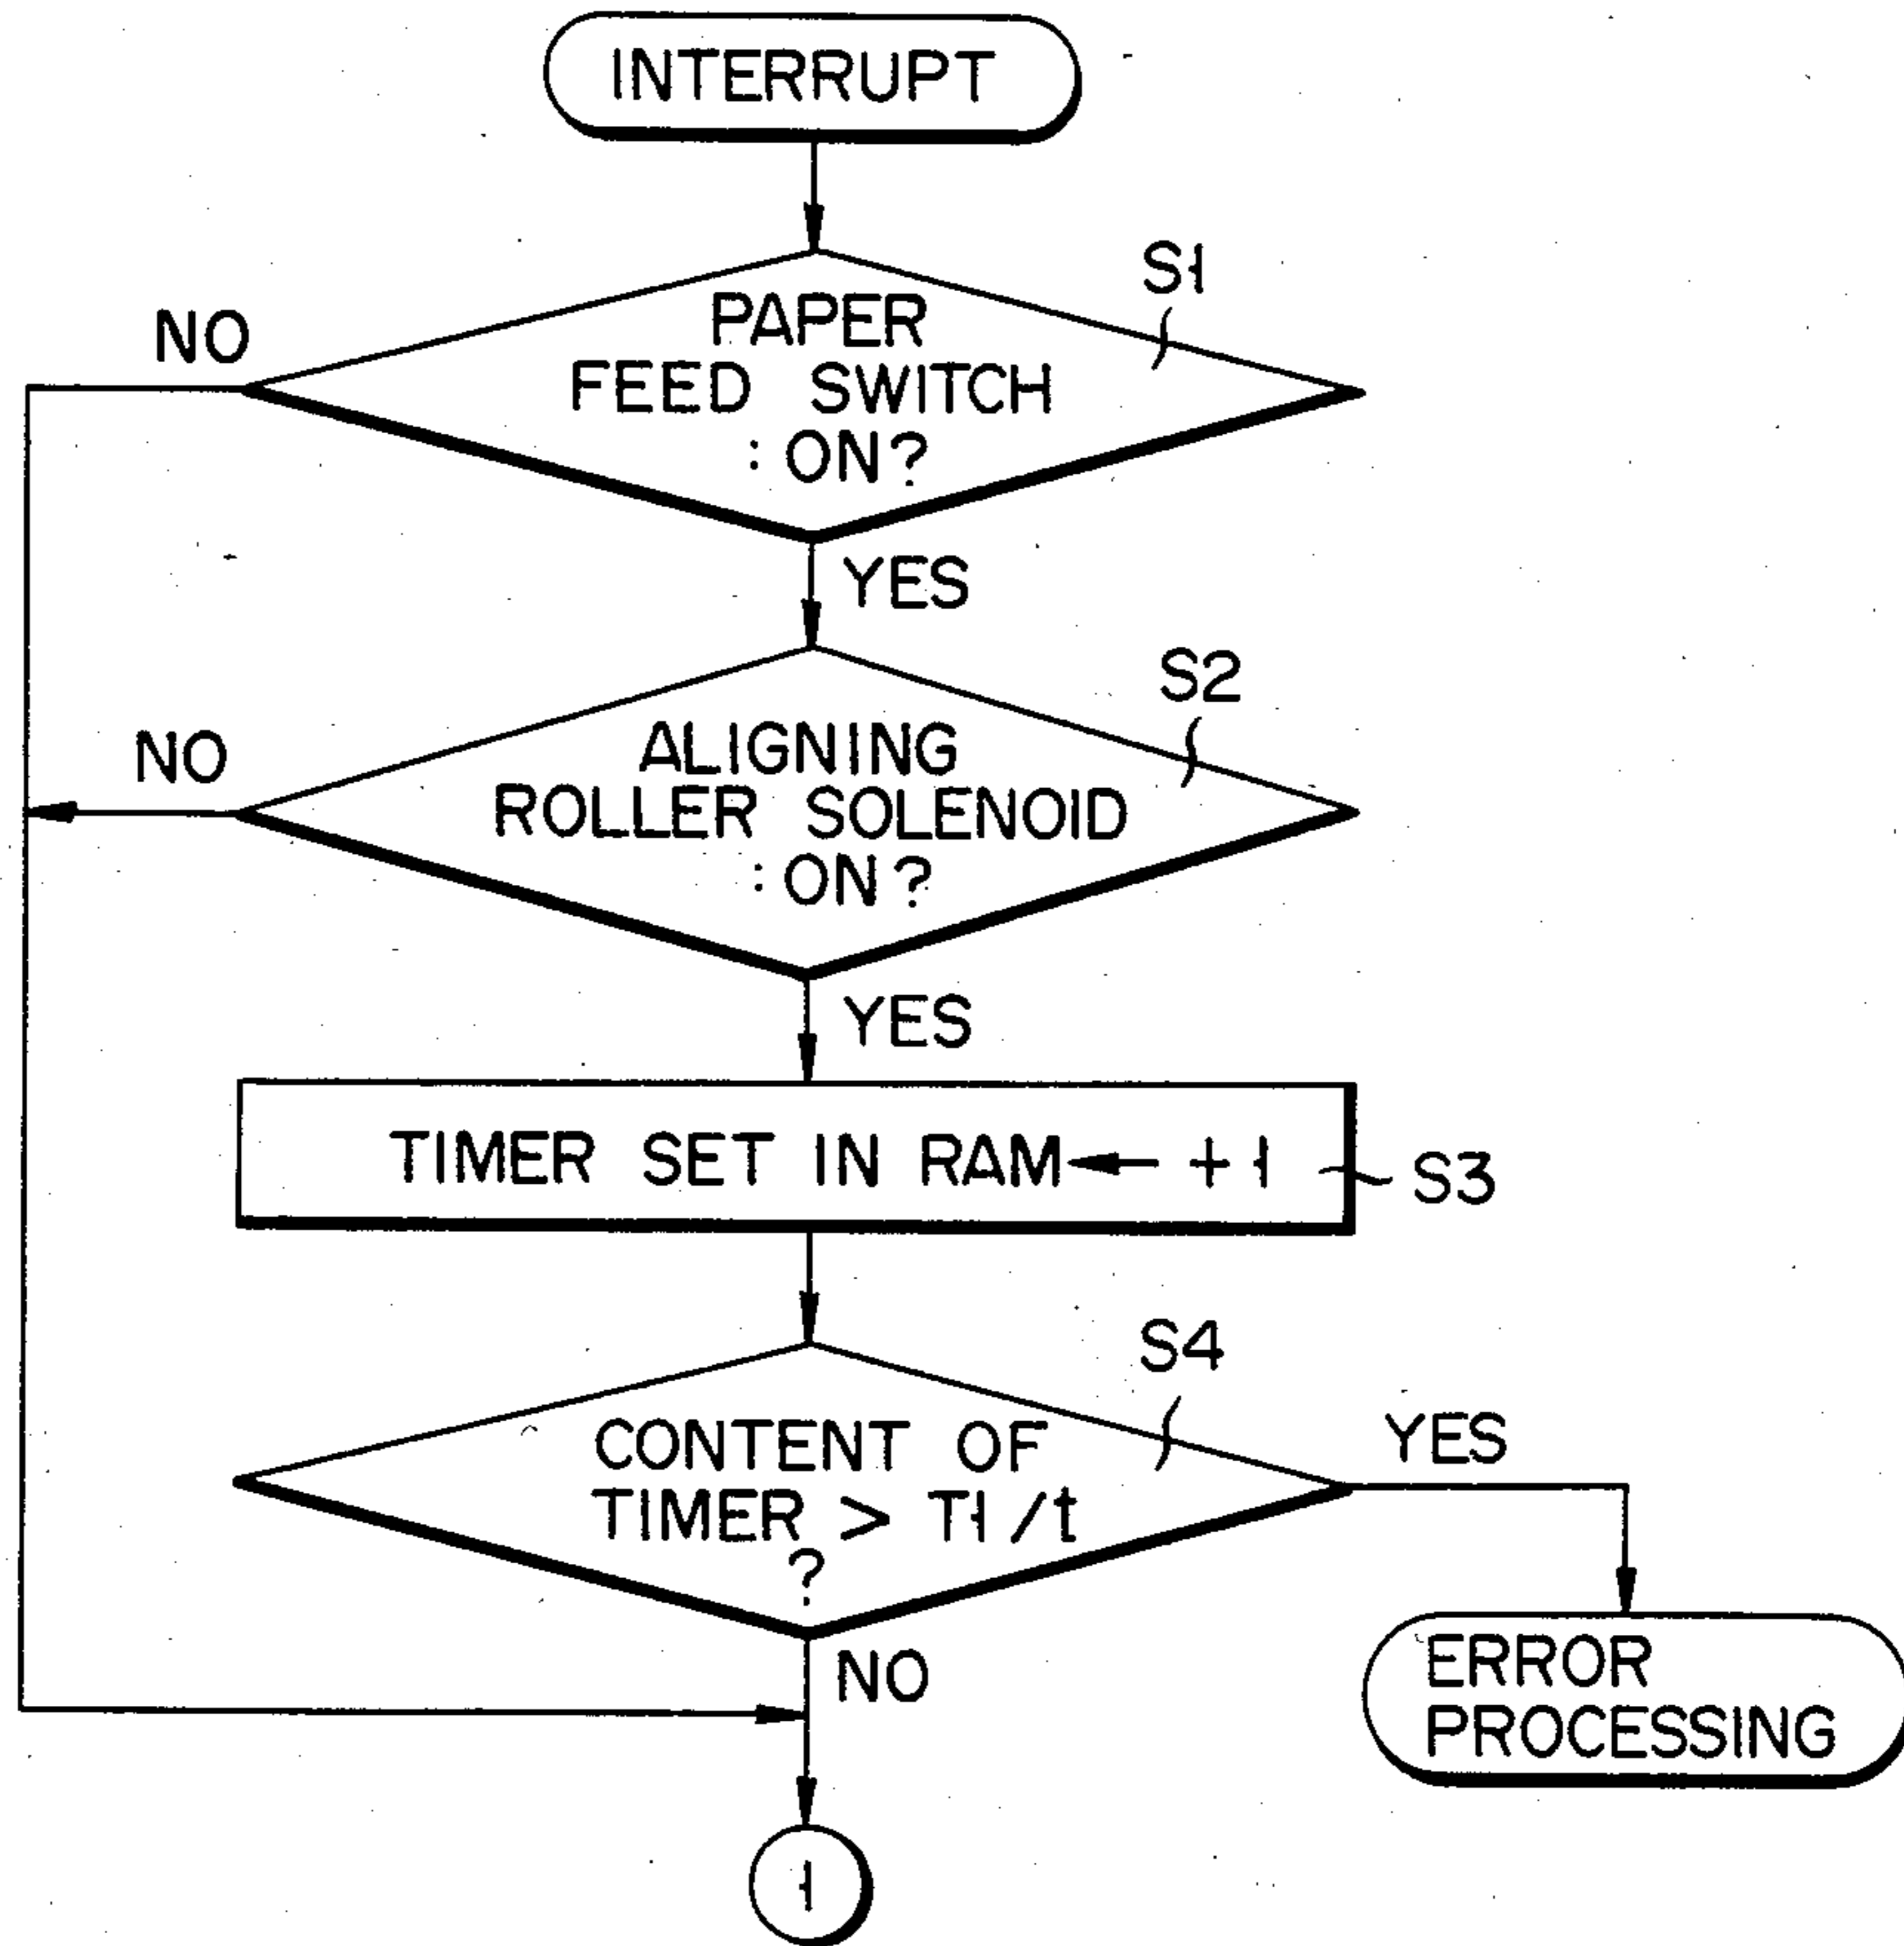 INTERRUPT
S1
NO
PAPER
FEED SWITCH
: ON?
YES
S2
NO
ALIGNING
ROLLER SOLENOID
: ON?
YES
TIMER SET IN RAM ← +1
S3
S4
CONTENT OF
TIMER > T1/t
?
YES
NO
ERROR
PROCESSING
1